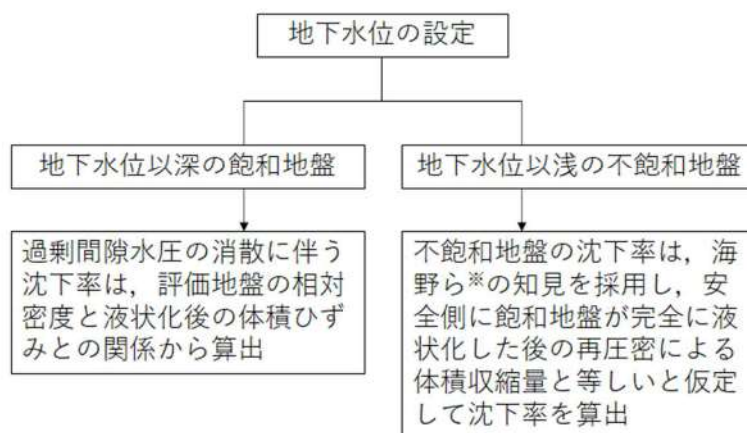 地下水位の設定
地下水位以深の飽和地盤
地下水位以浅の不飽和地盤
過剰間隙水圧の消散に伴う
沈下率は，評価地盤の相対
密度と液状化後の体積ひず
みとの関係から算出
不飽和地盤の沈下率は，海
野ら※の知見を採用し，安
全側に飽和地盤が完全に液
状化した後の再圧密による
体積収縮量と等しいと仮定
して沈下率を算出